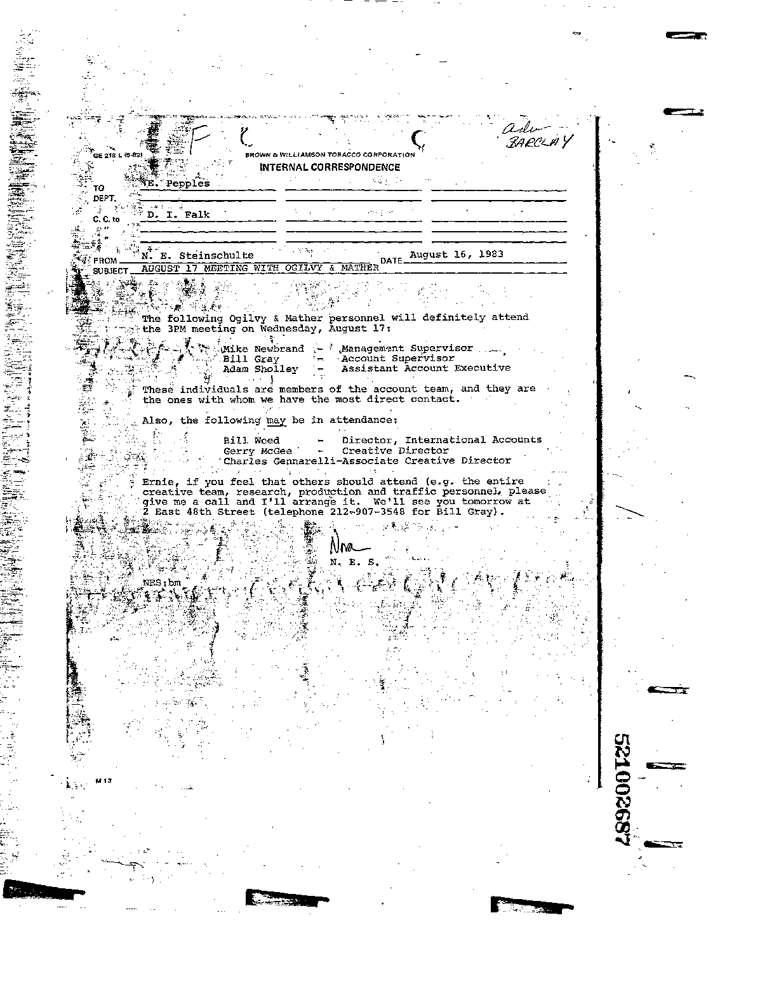 adv
BARCLAY
F
GE 212 L (5-82)
BROWN & WILLIAMSON TOBACCO CORPORATION
INTERNAL CORRESPONDENCE
TO E. Pepples
DEPT.
C. C. to D. I. Falk
FROM N. E. Steinschulte DATE August 16, 1983
SUBJECT AUGUST 17 MEETING WITH OGILVY & MATHER
The following Ogilvy & Mather personnel will definitely attend
the 3PM meeting on Wednesday, August 17:
Mike Newbrand - Management Supervisor
Bill Gray - Account Supervisor
Adam Sholley - Assistant Account Executive
These individuals are members of the account team, and they are
the ones with whom we have the most direct contact.
Also, the following may be in attendance:
Bill Weed - Director, International Accounts
Gerry McGee - Creative Director
Charles Gennarelli-Associate Creative Director
Ernie, if you feel that others should attend (e.g. the entire
creative team, research, production and traffic personnel, please
give me a call and I'll arrange it. We'll see you tomorrow at
2 East 48th Street (telephone 212-907-3548 for Bill Gray).
N. E. S.
NES:bm
M 13
521002687